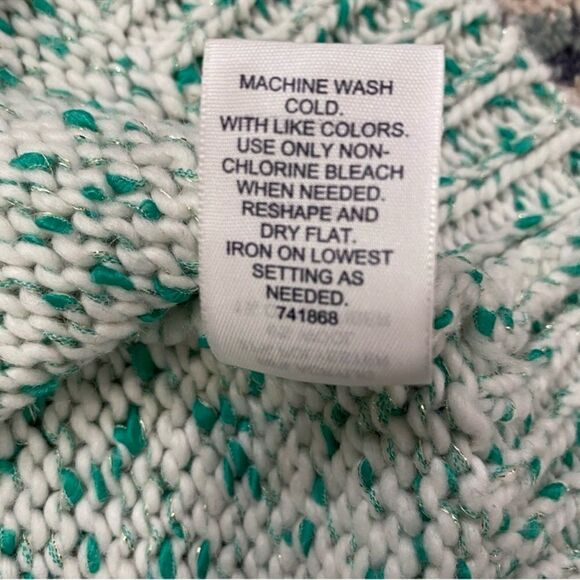 MACHINE WASH
COLD.
WITH LIKE COLORS.
USE ONLY NON-
CHLORINE BLEACH
WHEN NEEDED.
RESHAPE AND
DRY FLAT.
IRON ON LOWEST
SETTING AS
NEEDED.
741868